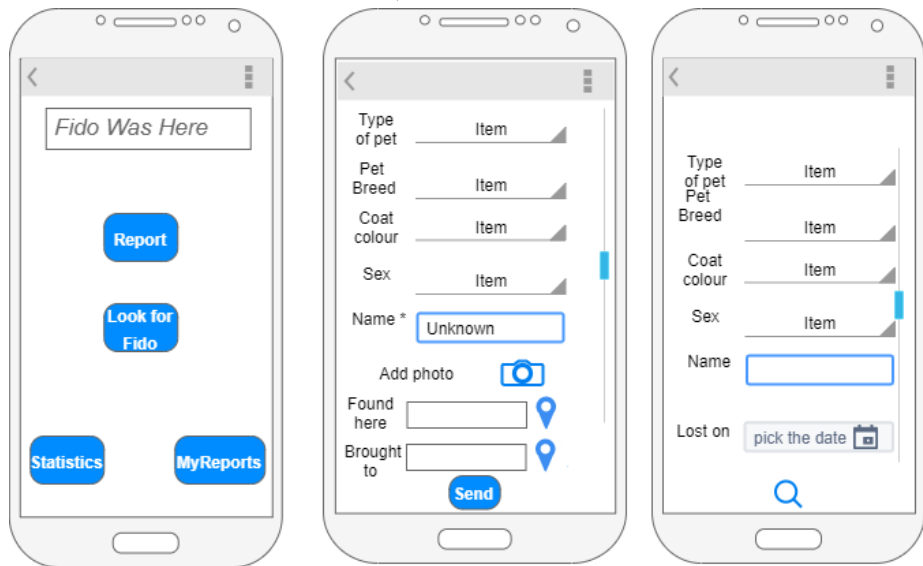 Fido Was Here
Report
Look for
Fido
Statistics
MyReports
Type
of pet
Item
Pet
Breed
Item
Coat
colour
Item
Sex
Item
Name *
Unknown
Add photo
Found
here
Brought
to
Send
Type
of pet
Item
Pet
Breed
Item
Coat
colour
Item
Sex
Item
Name
Lost on
pick the date